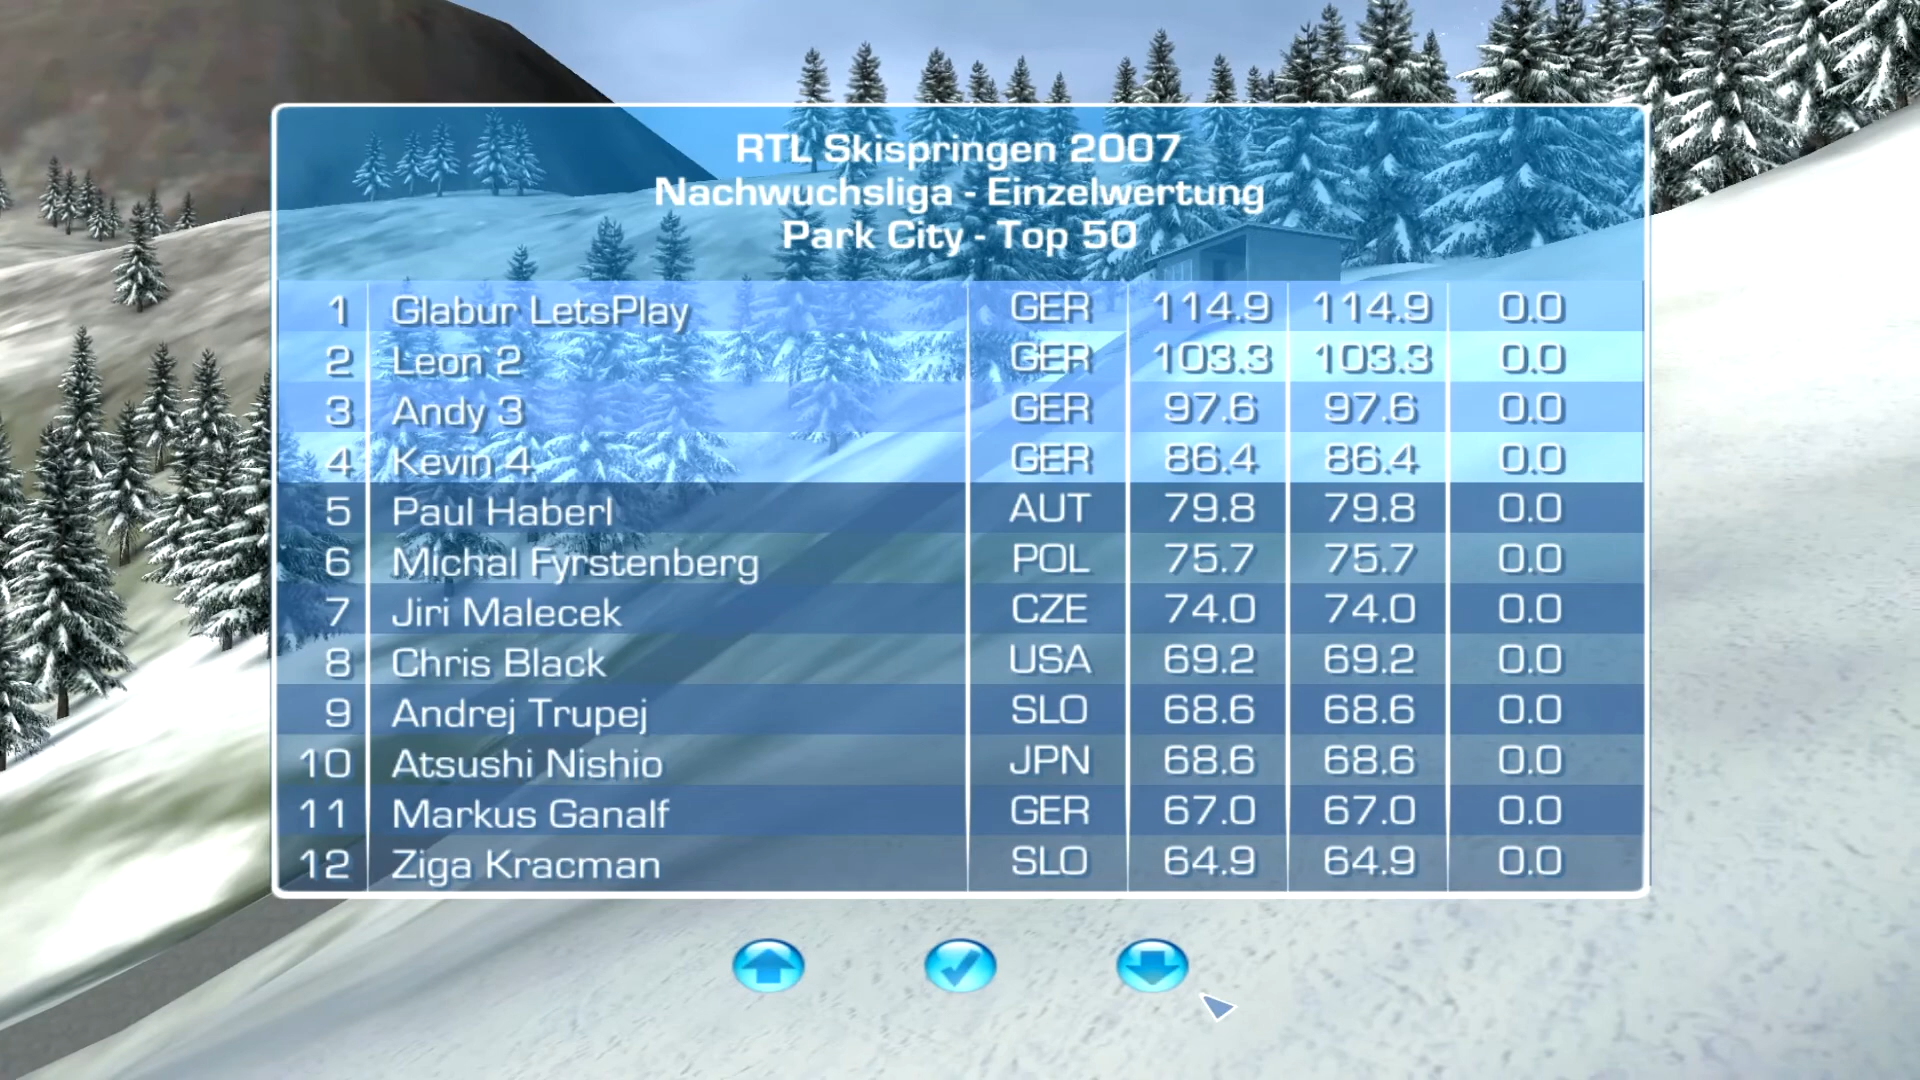 RTL Skispringen 2007
Nachwuchsliga - Einzelwertung
Park City - Top 50
1 Glabur LetsPlay GER 114.9 114.9 0.0
2 Leon 2 GER 103.3 103.3 0.0
3 Andy 3 GER 97.6 97.6 0.0
4 Kevin 4 GER 86.4 86.4 0.0
5 Paul Haberl AUT 79.8 79.8 0.0
6 Michal Fyrstenberg POL 75.7 75.7 0.0
7 Jiri Malecek CZE 74.0 74.0 0.0
8 Chris Black USA 69.2 69.2 0.0
9 Andrej Trupej SLO 68.6 68.6 0.0
10 Atsushi Nishio JPN 68.6 68.6 0.0
11 Markus Ganalf GER 67.0 67.0 0.0
12 Ziga Kracman SLO 64.9 64.9 0.0